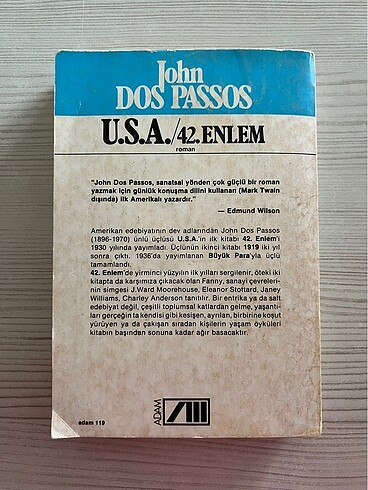 John
DOS PASSOS
U.S.A./42. ENLEM
roman
"John Dos Passos, sanatsal yönden çok güçlü bir roman
yazmak için günlük konuşma dilini kullanan (Mark Twain
dışında) ilk Amerikalı yazardır."
— Edmund Wilson
Amerikan edebiyatının dev adlarından John Dos Passos
(1896-1970) ünlü üçlüsü U.S.A.'in ilk kitabı 42. Enlem'i
1930 yılında yayımladı. Üçlünün ikinci kitabı 1919 iki yıl
sonra çıktı. 1936'da yayımlanan Büyük Para'yla üçlü
tamamlandı.
42. Enlem'de yirminci yüzyılın ilk yılları sergilenir, öteki iki
kitapta da karşımıza çıkacak olan Fanny, sanayi çevreleri-
nin simgesi J.Ward Moorehouse, Eleanor Stottard, Janey
Williams, Charley Anderson tanıtılır. Bir entrika ya da salt
edebiyat değil, çeşitli toplumsal katlardan gelme, yaşantı-
ları gerçeğin ta kendisi gibi kesişen, ayrılan, birbirine koşut
yürüyen ya da çakışan sıradan kişilerin yaşam öyküleri
kitabın başından sonuna kadar ağır basacaktır.
adam 119
ADAM